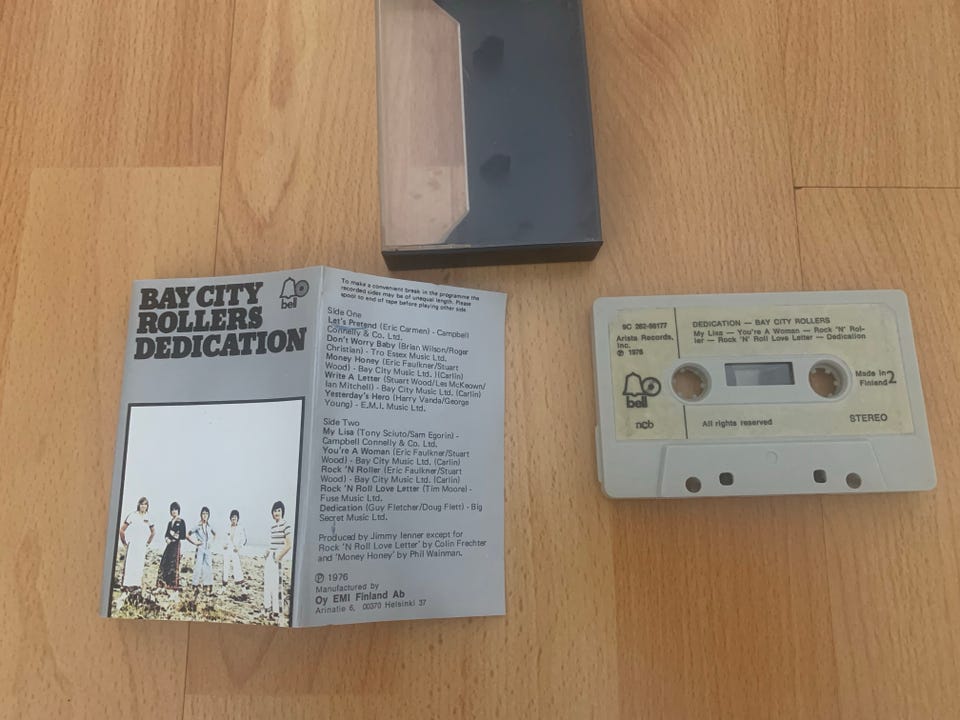 BAY CITY
ROLLERS
DEDICATION
bell
To make a convenient break in the programme the
recorded sides may be of unequal length. Please
spool to end of tape before playing other side
Side One
Let's Pretend (Eric Carmen) - Campbell
Connelly & Co. Ltd.
Don't Worry Baby (Brian Wilson/Roger
Christian) - Tro Essex Music Ltd.
Money Honey (Eric Faulkner/Stuart
Wood) - Bay City Music Ltd. (Carlin)
Write A Letter (Stuart Wood/Les McKeown/
Ian Mitchell) - Bay City Music Ltd. (Carlin)
Yesterday's Hero (Harry Vanda/George
Young) - E.M.I. Music Ltd.
Side Two
My Lisa (Tony Sciuto/Sam Egorin) -
Campbell Connelly & Co. Ltd.
You're A Woman (Eric Faulkner/Stuart
Wood) - Bay City Music Ltd. (Carlin)
Rock 'N Roller (Eric Faulkner/Stuart
Wood) - Bay City Music Ltd. (Carlin)
Rock 'N Roll Love Letter (Tim Moore) -
Fuse Music Ltd.
Dedication (Guy Fletcher/Doug Flett) - Big
Secret Music Ltd.
Produced by Jimmy Ienner except for
'Rock 'N Roll Love Letter' by Colin Frechter
and 'Money Honey' by Phil Wainman.
℗ 1976
Manufactured by
Oy EMI Finland Ab
Arinatie 6, 00370 Helsinki 37
9C 262-98177
Arista Records,
Inc.
℗ 1976
bell
ncb
DEDICATION — BAY CITY ROLLERS
My Lisa — You're A Woman — Rock 'N' Rol-
ler — Rock 'N' Roll Love Letter — Dedication
Made in
Finland 2
All rights reserved
STEREO